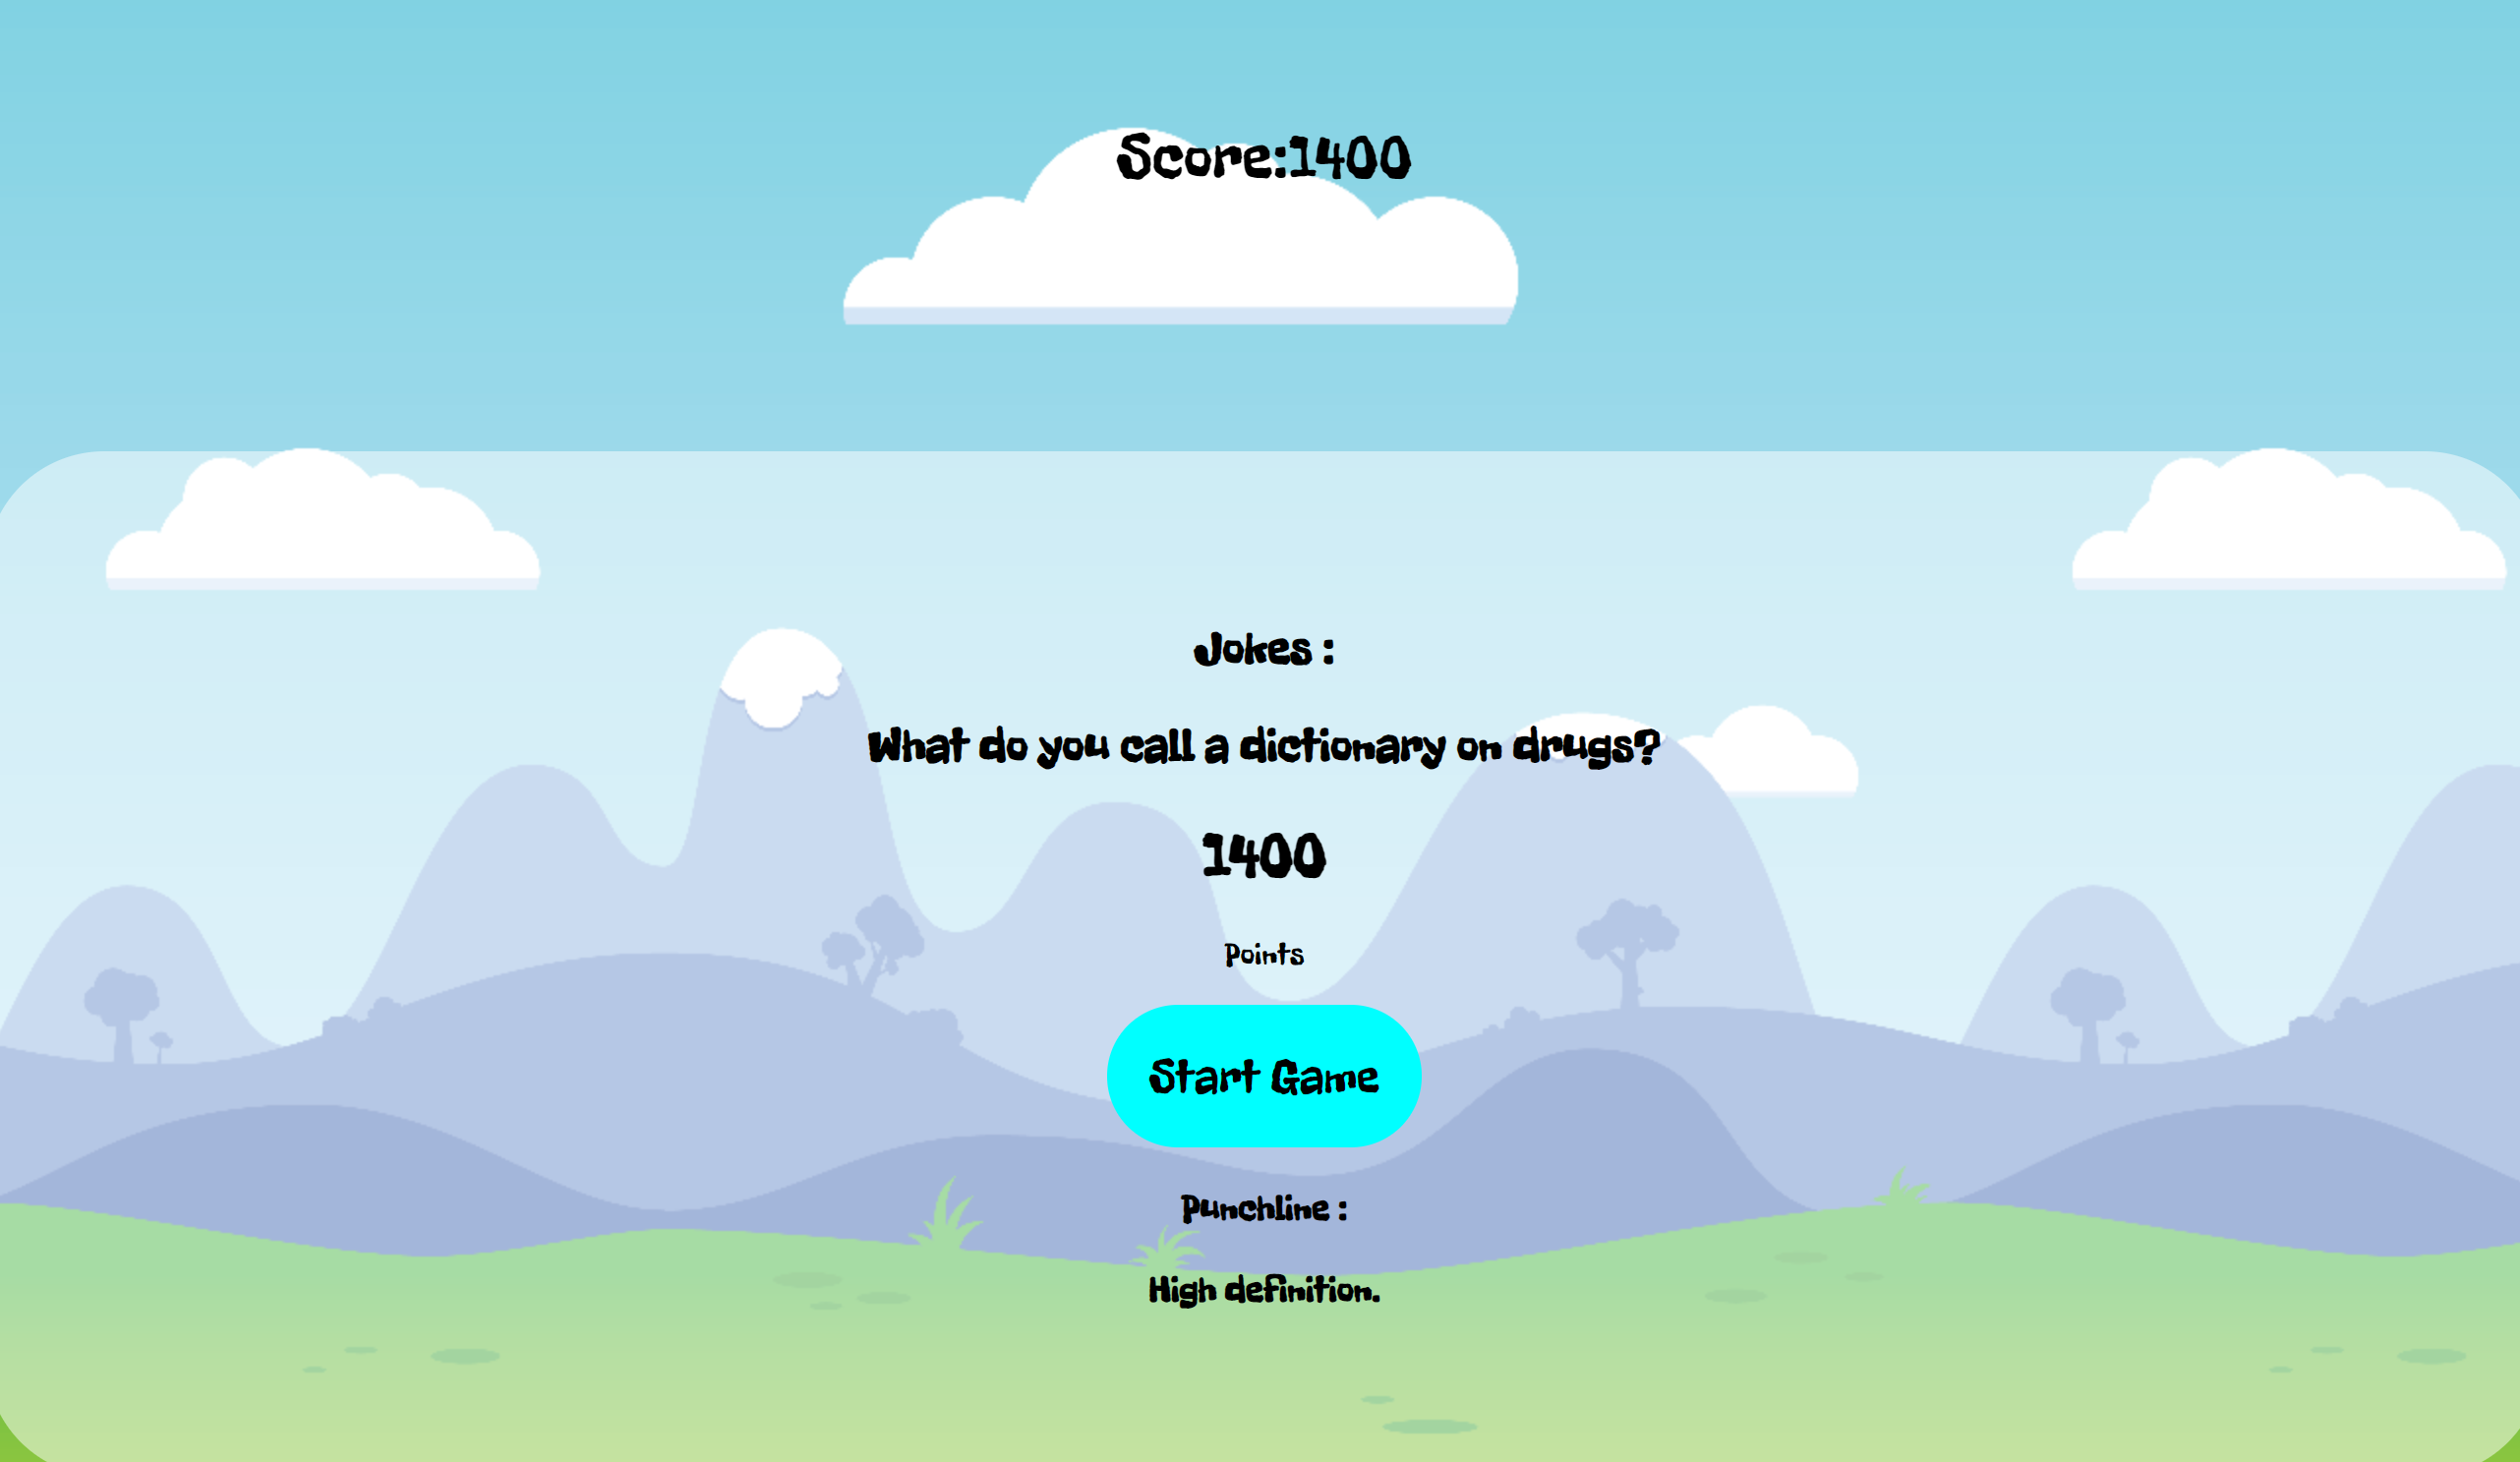 Score:1400
Jokes :
What do you call a dictionary on drugs?
1400
Points
Start Game
Punchline :
High definition.